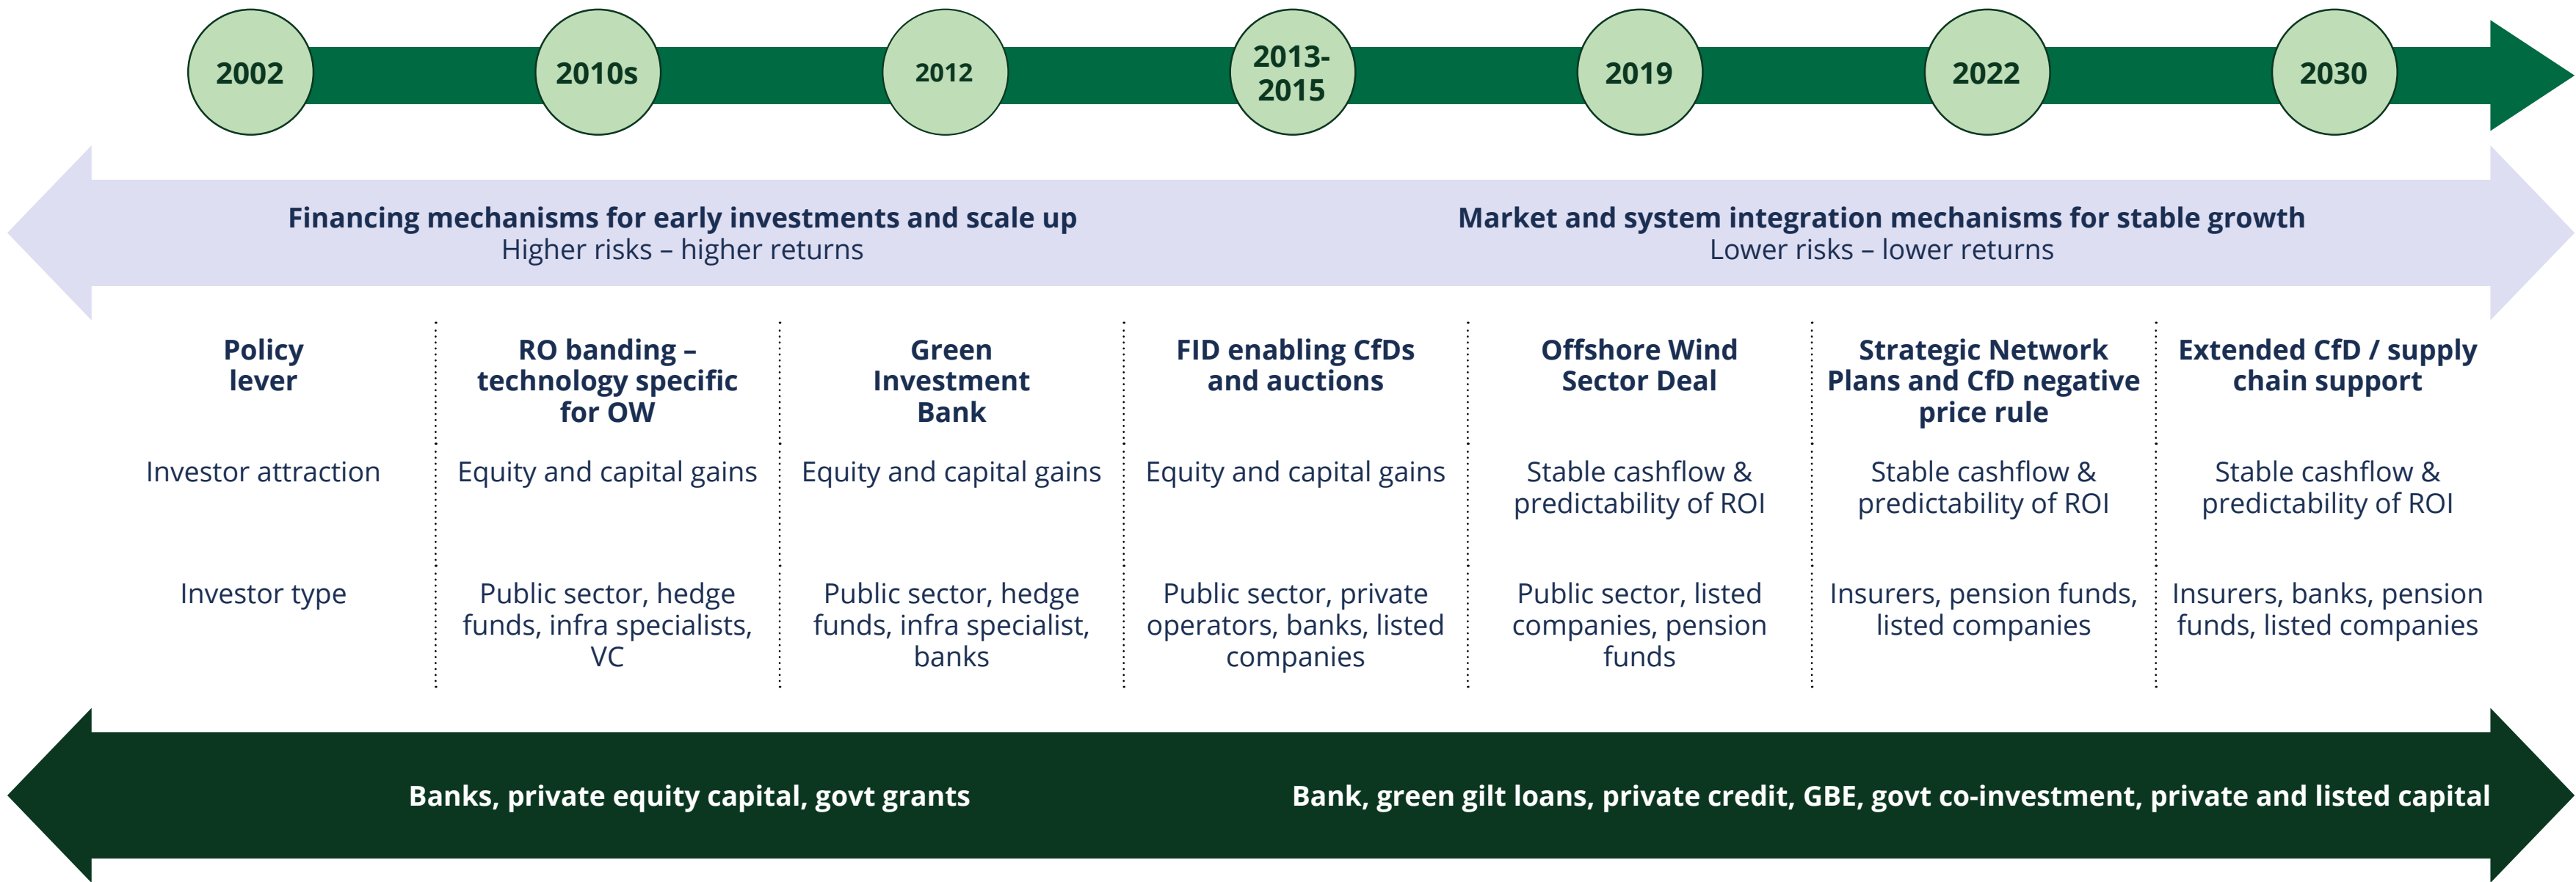 2002
2010s
2012
2013-
2015
2019
2022
2030
Financing mechanisms for early investments and scale up
Higher risks – higher returns
Market and system integration mechanisms for stable growth
Lower risks – lower returns
Policy
lever
RO banding –
technology specific
for OW
Green
Investment
Bank
FID enabling CfDs
and auctions
Offshore Wind
Sector Deal
Strategic Network
Plans and CfD negative
price rule
Extended CfD / supply
chain support
Investor attraction
Equity and capital gains
Equity and capital gains
Equity and capital gains
Stable cashflow &
predictability of ROI
Stable cashflow &
predictability of ROI
Stable cashflow &
predictability of ROI
Investor type
Public sector, hedge
funds, infra specialists,
VC
Public sector, hedge
funds, infra specialist,
banks
Public sector, private
operators, banks, listed
companies
Public sector, listed
companies, pension
funds
Insurers, pension funds,
listed companies
Insurers, banks, pension
funds, listed companies
Banks, private equity capital, govt grants
Bank, green gilt loans, private credit, GBE, govt co-investment, private and listed capital